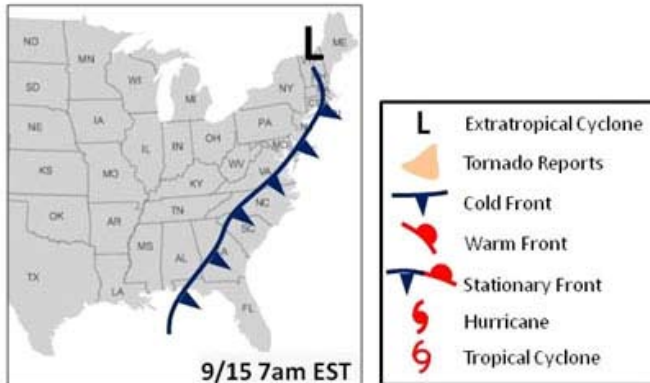 ND
MN
ME
SD
WI
MI
NY
NE
IA
PA
IL
IN
OH
WV
VA
KS
MO
KY
NC
TN
OK
AR
SC
MS
AL
TX
LA
FL
L
9/15 7am EST
L Extratropical Cyclone
Tornado Reports
Cold Front
Warm Front
Stationary Front
Hurricane
Tropical Cyclone